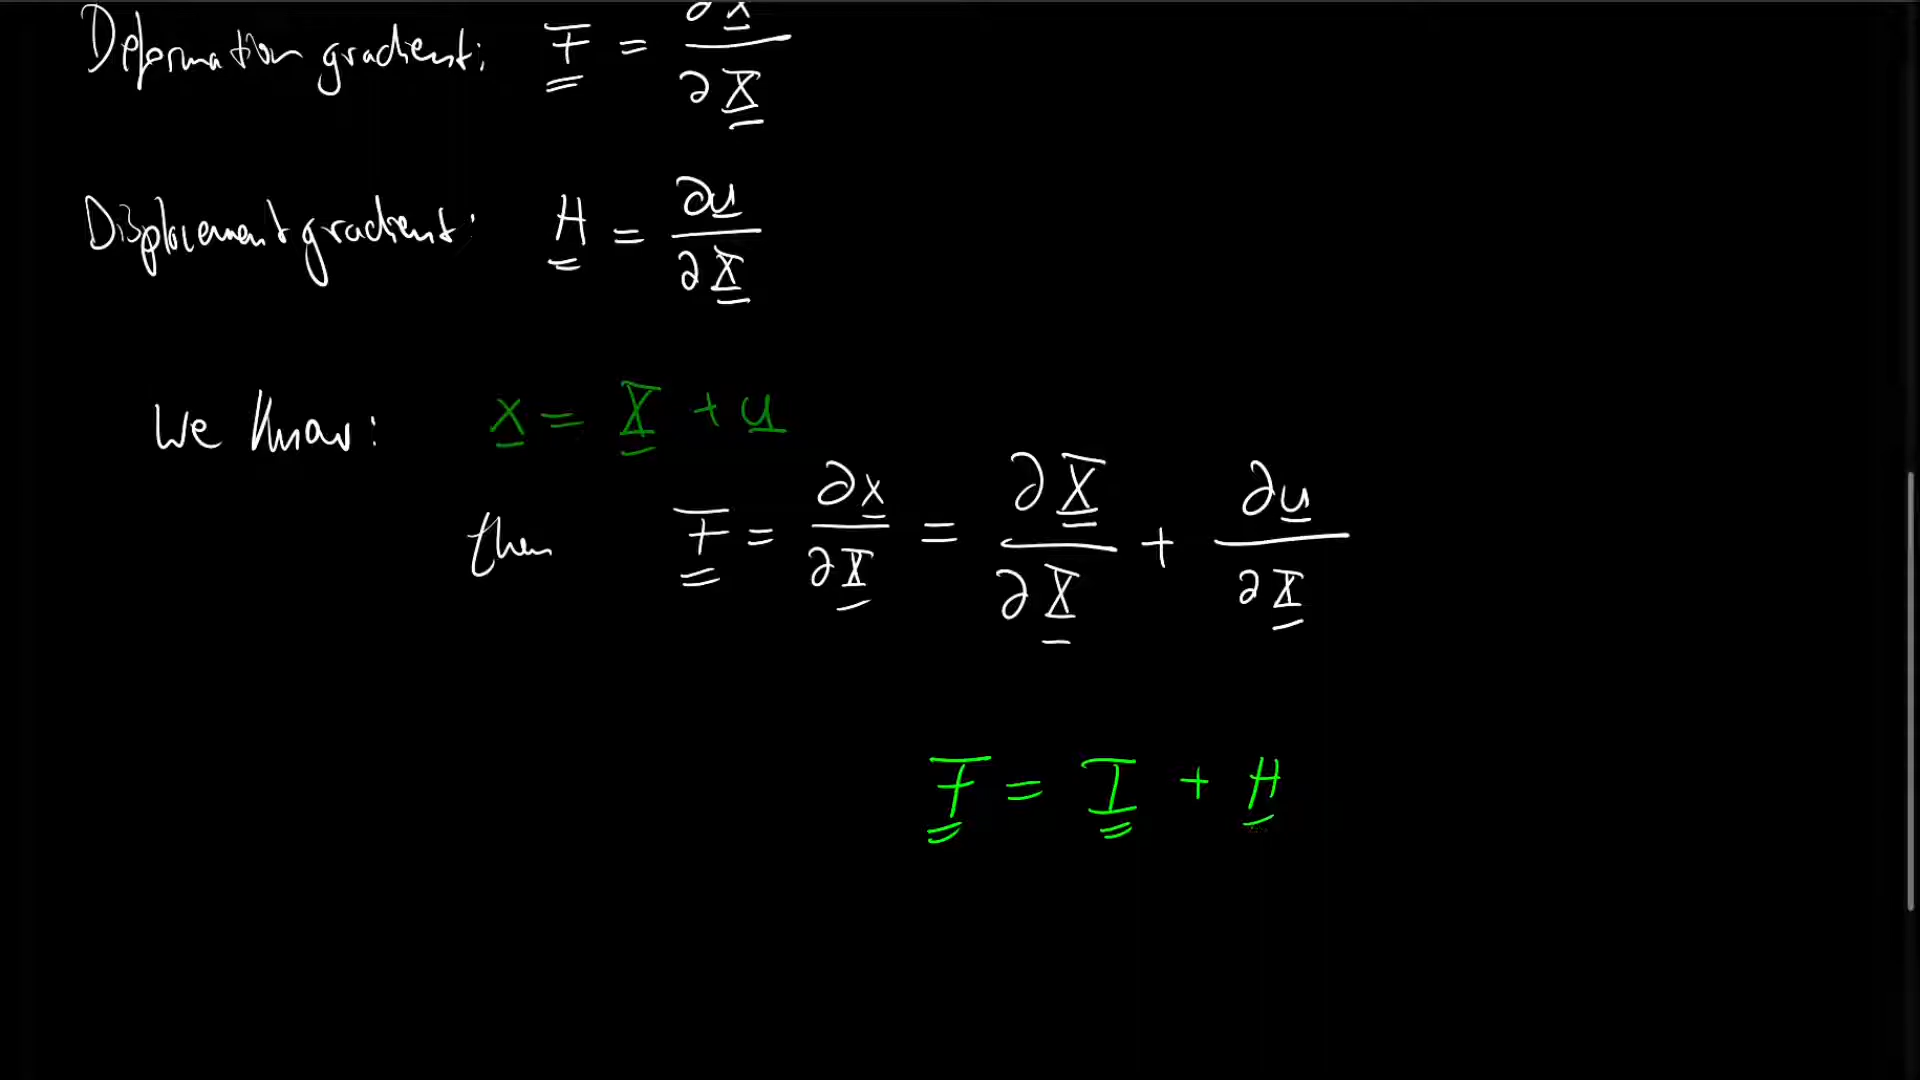 Deformation gradient: F = ∂x / ∂X
Displacement gradient: H = ∂u / ∂X
We know: x = X + u
then F = ∂x / ∂X = ∂X / ∂X + ∂u / ∂X
F = I + H